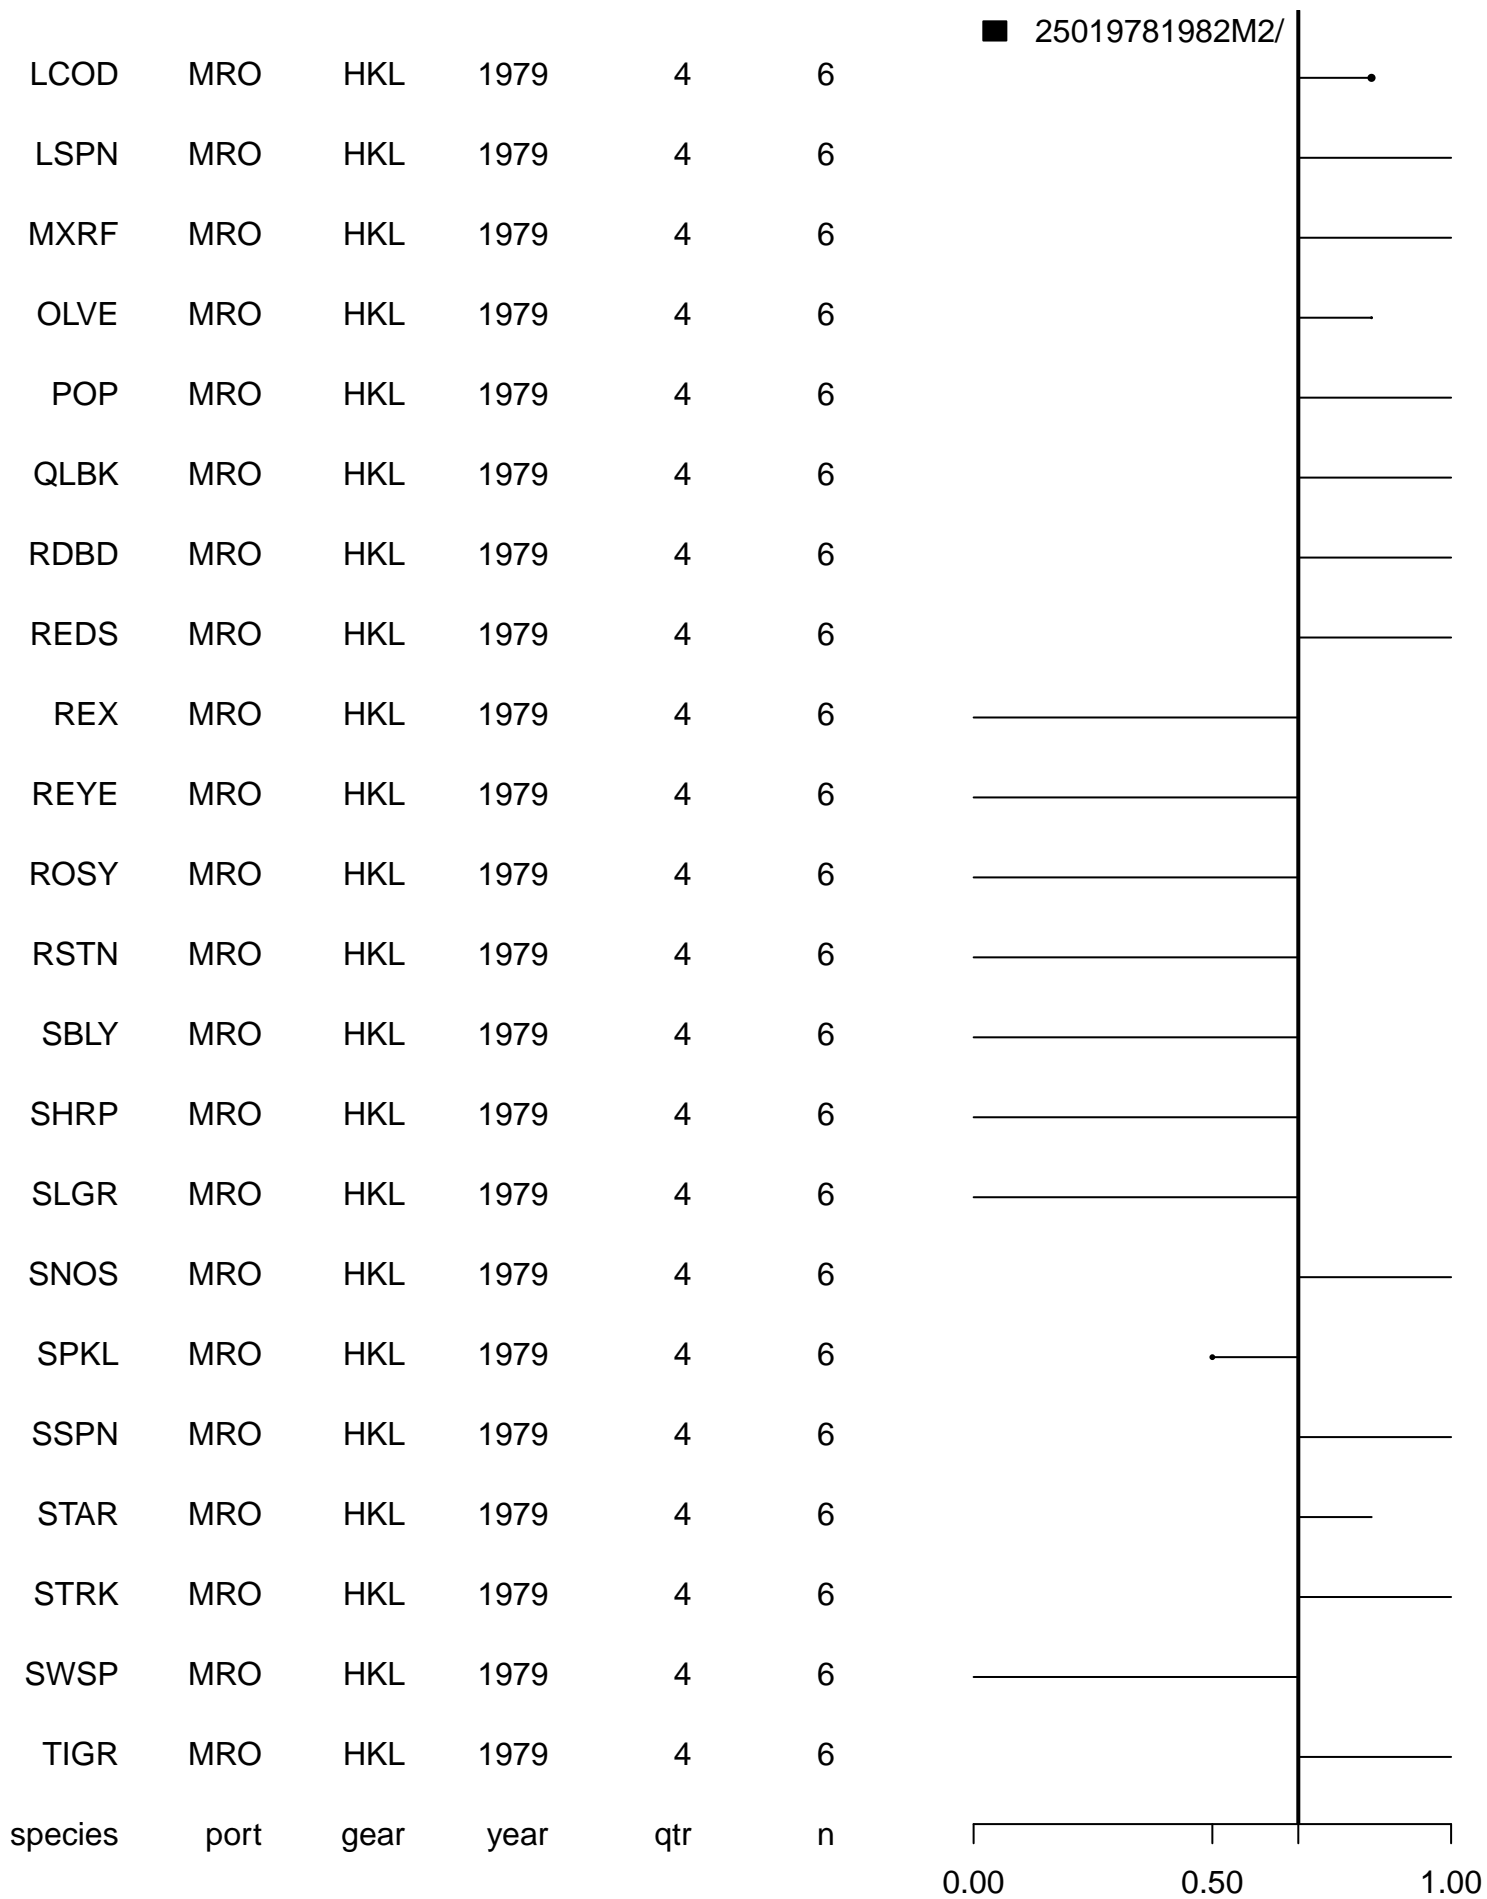 25019781982M2/
LCOD MRO HKL 1979 4 6
LSPN MRO HKL 1979 4 6
MXRF MRO HKL 1979 4 6
OLVE MRO HKL 1979 4 6
POP MRO HKL 1979 4 6
QLBK MRO HKL 1979 4 6
RDBD MRO HKL 1979 4 6
REDS MRO HKL 1979 4 6
REX MRO HKL 1979 4 6
REYE MRO HKL 1979 4 6
ROSY MRO HKL 1979 4 6
RSTN MRO HKL 1979 4 6
SBLY MRO HKL 1979 4 6
SHRP MRO HKL 1979 4 6
SLGR MRO HKL 1979 4 6
SNOS MRO HKL 1979 4 6
SPKL MRO HKL 1979 4 6
SSPN MRO HKL 1979 4 6
STAR MRO HKL 1979 4 6
STRK MRO HKL 1979 4 6
SWSP MRO HKL 1979 4 6
TIGR MRO HKL 1979 4 6
species port gear year qtr n
0.00 0.50 1.00